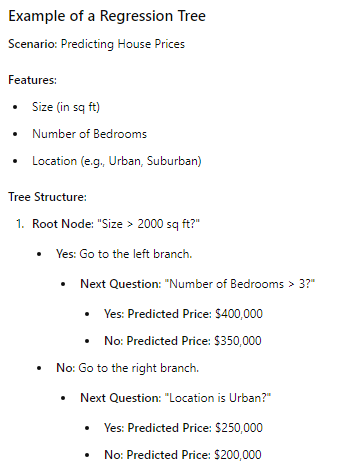 Example of a Regression Tree
Scenario: Predicting House Prices
Features:
• Size (in sq ft)
• Number of Bedrooms
• Location (e.g., Urban, Suburban)
Tree Structure:
1. Root Node: "Size > 2000 sq ft?"
• Yes: Go to the left branch.
• Next Question: "Number of Bedrooms > 3?"
• Yes: Predicted Price: $400,000
• No: Predicted Price: $350,000
• No: Go to the right branch.
• Next Question: "Location is Urban?"
• Yes: Predicted Price: $250,000
• No: Predicted Price: $200,000